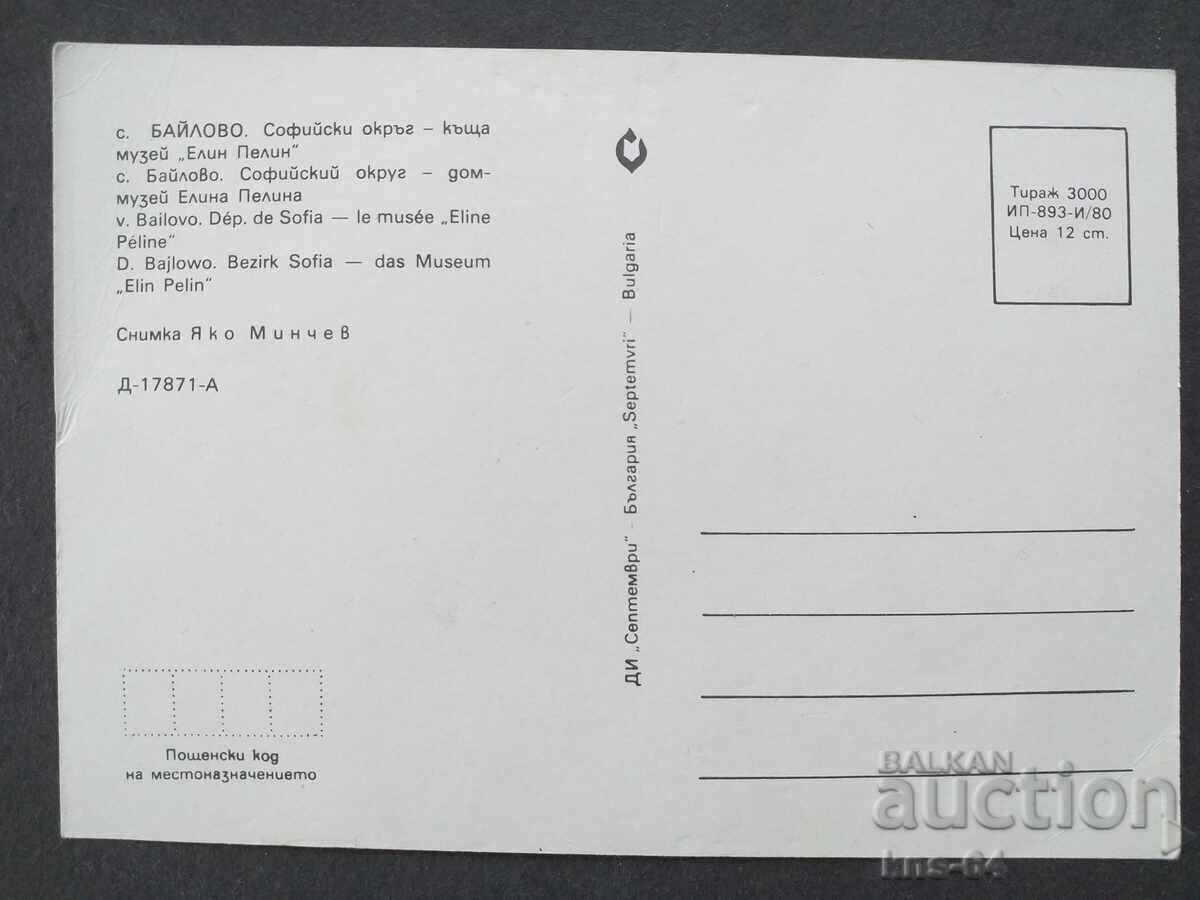 с. БАЙЛОВО. Софийски окръг – къща
музей „Елин Пелин“
с. Байлово. Софийский округ – дом-
музей Елина Пелина
v. Bailovo. Dép. de Sofia — le musée „Eline
Péline“
D. Bajlowo. Bezirk Sofia — das Museum
„Elin Pelin“
Снимка Яко Минчев
Д-17871-А
Пощенски код
на местоназначението
ДИ „Септември“ - България „Septemvri“ — Bulgaria
Тираж 3000
ИП-893-И/80
Цена 12 ст.
BALKAN
auction
kns-64